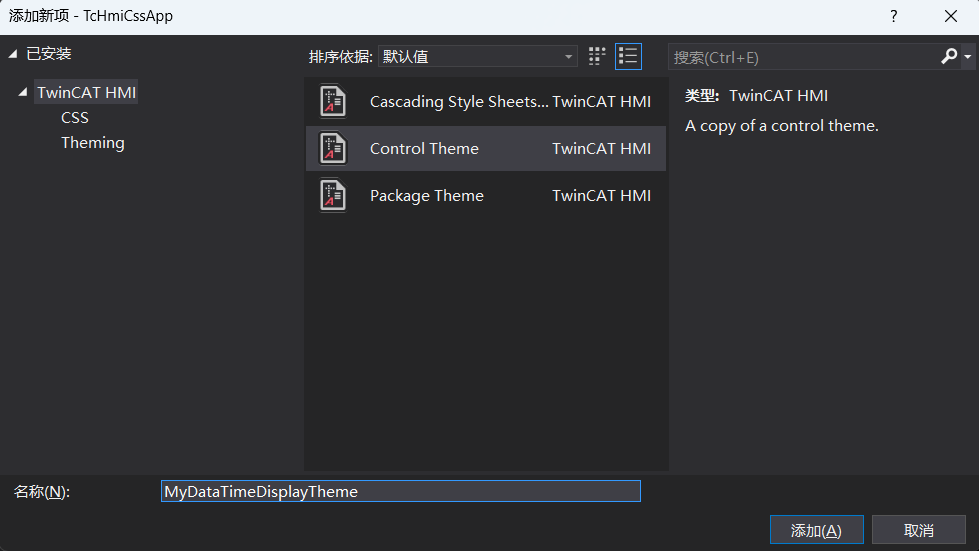 添加新项 - TcHmiCssApp
?
已安装
TwinCAT HMI
CSS
Theming
排序依据: 默认值
Cascading Style Sheets... TwinCAT HMI
Control Theme TwinCAT HMI
Package Theme TwinCAT HMI
搜索(Ctrl+E)
类型: TwinCAT HMI
A copy of a control theme.
名称(N): MyDataTimeDisplayTheme
添加(A) 取消